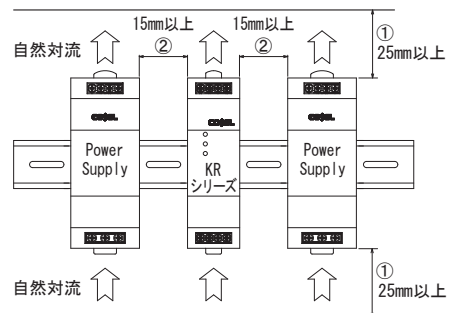 15mm以上
15mm以上
①
25mm以上
自然対流
②
②
COSEL
COSEL
COSEL
Power
Supply
KR
シリーズ
Power
Supply
自然対流
①
25mm以上